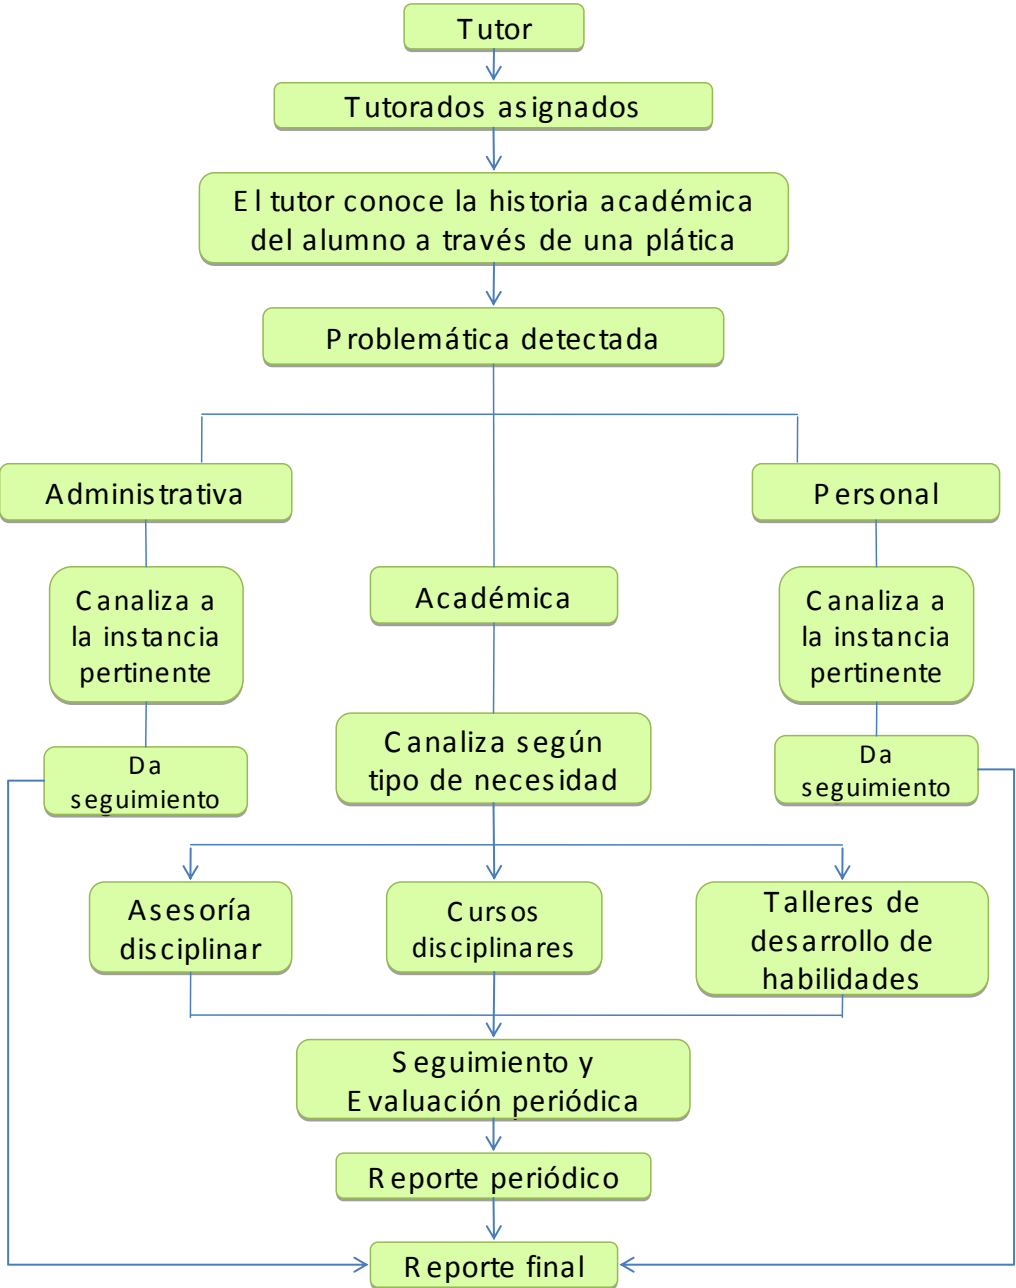 Tutor
Tutorados asignados
El tutor conoce la historia académica
del alumno a través de una plática
Problemática detectada
Administrativa
Personal
Canaliza a
la instancia
pertinente
Académica
Canaliza a
la instancia
pertinente
Da
seguimiento
Canaliza según
tipo de necesidad
Da
seguimiento
Asesoría
disciplinar
Cursos
disciplinares
Talleres de
desarrollo de
habilidades
Seguimiento y
Evaluación periódica
Reporte periódico
Reporte final